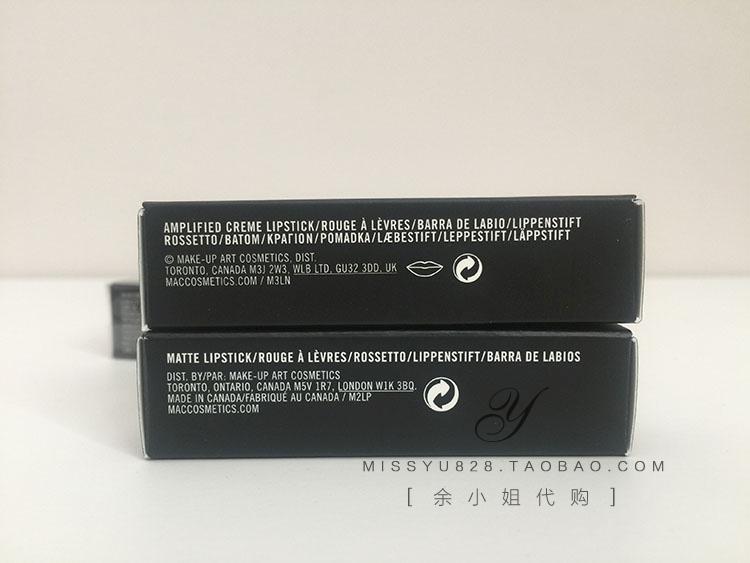 AMPLIFIED CREME LIPSTICK/ROUGE À LÈVRES/BARRA DE LABIO/LIPPENSTIFT
ROSSETTO/BATOM/ΚΡΑΓΙΟΝ/POMADKA/LÆBESTIFT/LEPPESTIFT/LÄPPSTIFT
© MAKE-UP ART COSMETICS, DIST.
TORONTO, CANADA M3J 2W3, WLB LTD, GU32 3DD, UK
MACCOSMETICS.COM / M3LN
MATTE LIPSTICK/ROUGE À LÈVRES/ROSSETTO/LIPPENSTIFT/BARRA DE LABIOS
DIST. BY/PAR: MAKE-UP ART COSMETICS
TORONTO, ONTARIO, CANADA M5V 1R7, LONDON W1K 3BQ.
MADE IN CANADA/FABRIQUÉ AU CANADA / M2LP
MACCOSMETICS.COM
Y
MISSYU828.TAOBAO.COM
[ 余小姐代购 ]